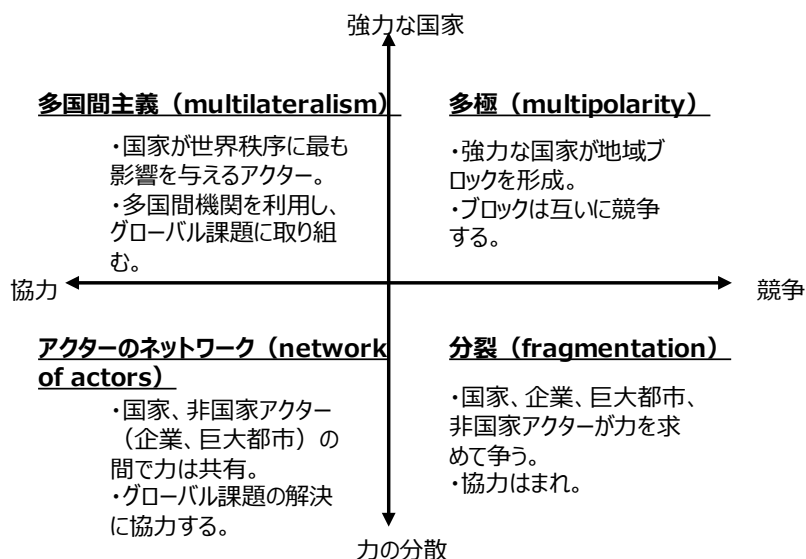 強力な国家
多国間主義（multilateralism）
・国家が世界秩序に最も
影響を与えるアクター。
・多国間機関を利用し、
グローバル課題に取り組
む。
多極（multipolarity）
・強力な国家が地域ブ
ロックを形成。
・ブロックは互いに競争
する。
協力
競争
アクターのネットワーク（network
of actors）
・国家、非国家アクター
（企業、巨大都市）の
間で力は共有。
・グローバル課題の解決
に協力する。
分裂（fragmentation）
・国家、企業、巨大都市、
非国家アクターが力を求
めて争う。
・協力はまれ。
力の分散